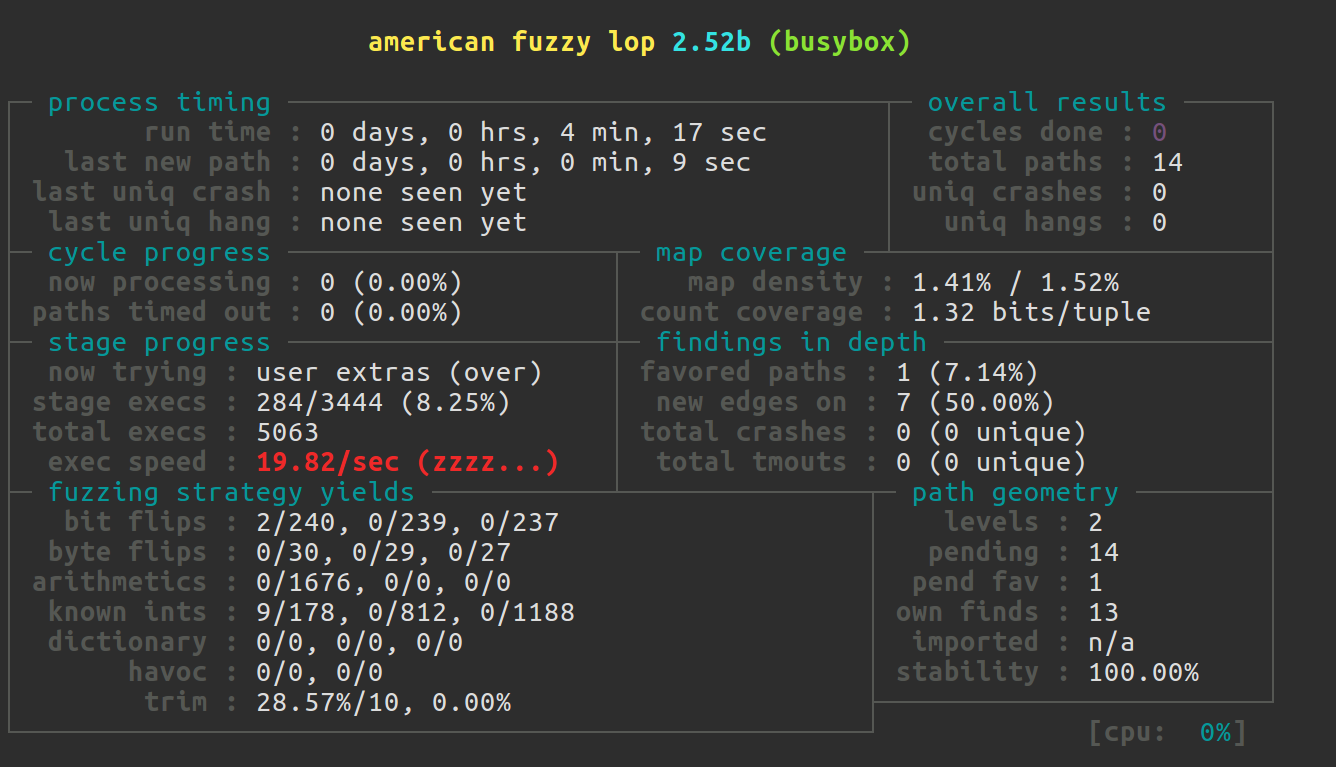 american fuzzy lop 2.52b (busybox)
process timing overall results
run time : 0 days, 0 hrs, 4 min, 17 sec cycles done : 0
last new path : 0 days, 0 hrs, 0 min, 9 sec total paths : 14
last uniq crash : none seen yet uniq crashes : 0
last uniq hang : none seen yet uniq hangs : 0
cycle progress map coverage
now processing : 0 (0.00%) map density : 1.41% / 1.52%
paths timed out : 0 (0.00%) count coverage : 1.32 bits/tuple
stage progress findings in depth
now trying : user extras (over) favored paths : 1 (7.14%)
stage execs : 284/3444 (8.25%) new edges on : 7 (50.00%)
total execs : 5063 total crashes : 0 (0 unique)
exec speed : 19.82/sec (zzzz...) total tmouts : 0 (0 unique)
fuzzing strategy yields path geometry
bit flips : 2/240, 0/239, 0/237 levels : 2
byte flips : 0/30, 0/29, 0/27 pending : 14
arithmetics : 0/1676, 0/0, 0/0 pend fav : 1
known ints : 9/178, 0/812, 0/1188 own finds : 13
dictionary : 0/0, 0/0, 0/0 imported : n/a
havoc : 0/0, 0/0 stability : 100.00%
trim : 28.57%/10, 0.00%
[cpu: 0%]